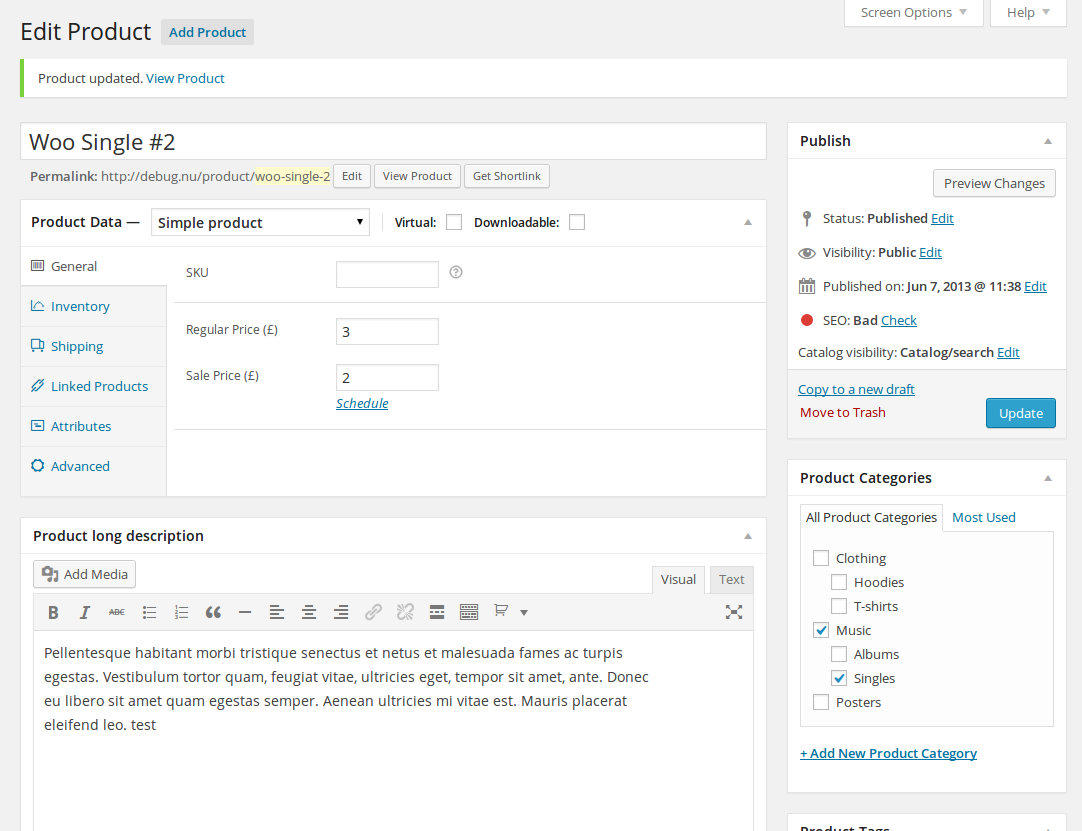 Screen Options Help
Edit Product Add Product
Product updated. View Product
Woo Single #2
Permalink: http://debug.nu/product/woo-single-2 Edit View Product Get Shortlink
Product Data — Simple product Virtual: Downloadable:
General
Inventory
Shipping
Linked Products
Attributes
Advanced
SKU
Regular Price (£) 3
Sale Price (£) 2
Schedule
Product long description
Add Media
Visual Text
B I ABC
Pellentesque habitant morbi tristique senectus et netus et malesuada fames ac turpis
egestas. Vestibulum tortor quam, feugiat vitae, ultricies eget, tempor sit amet, ante. Donec
eu libero sit amet quam egestas semper. Aenean ultricies mi vitae est. Mauris placerat
eleifend leo. test
Publish
Preview Changes
Status: Published Edit
Visibility: Public Edit
Published on: Jun 7, 2013 @ 11:38 Edit
SEO: Bad Check
Catalog visibility: Catalog/search Edit
Copy to a new draft
Move to Trash
Update
Product Categories
All Product Categories Most Used
Clothing
Hoodies
T-shirts
Music
Albums
Singles
Posters
+ Add New Product Category
Product Tags